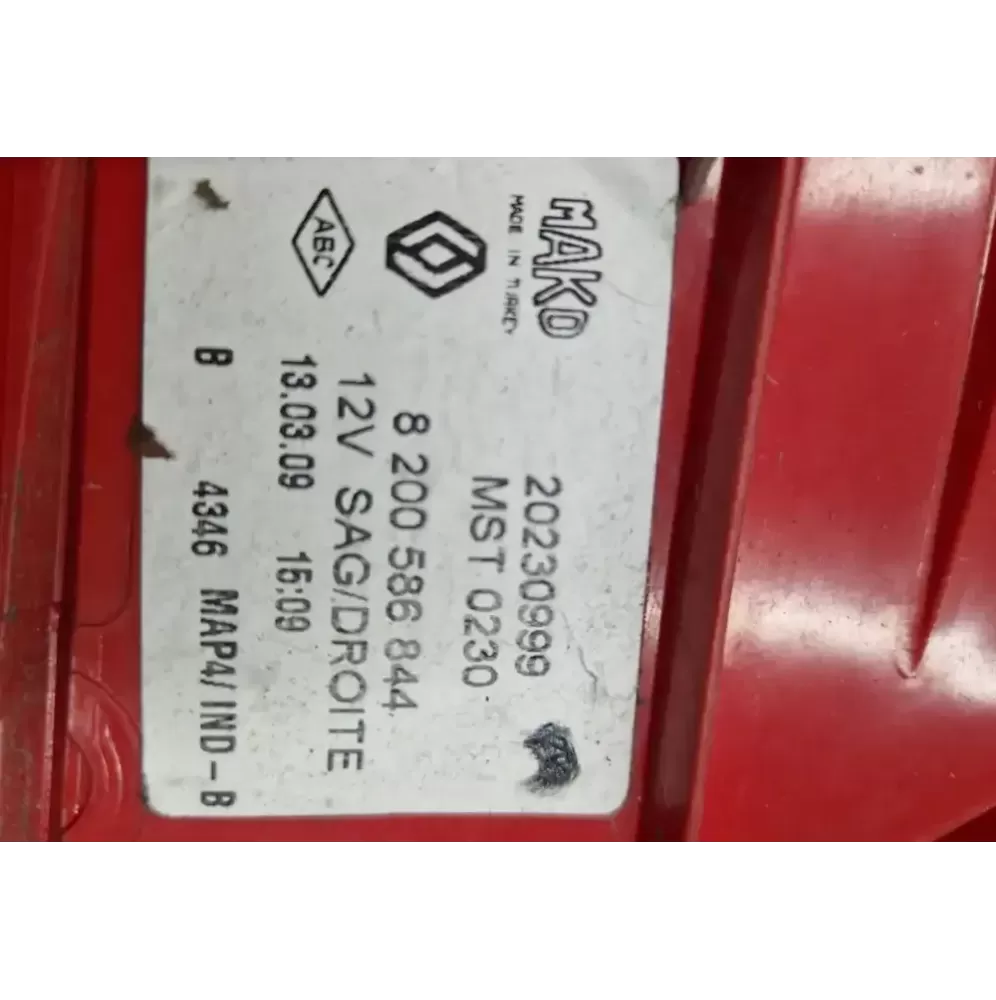 MAKO
MADE IN TURKEY
20230999
MST 0230
8 200 586 844
12V SAG/DROITE
ABC
13.03.09 15:09
B 4346 MAP4/IND-B